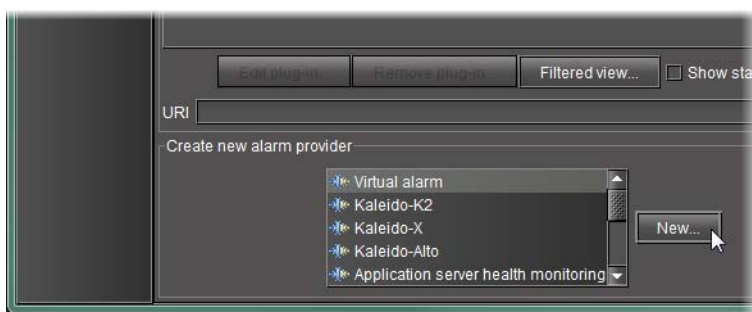 Edit plug-in... Remove plug-in... Filtered view... Show sta
URI
Create new alarm provider
Virtual alarm
Kaleido-K2
Kaleido-X
New...
Kaleido-Alto
Application server health monitoring